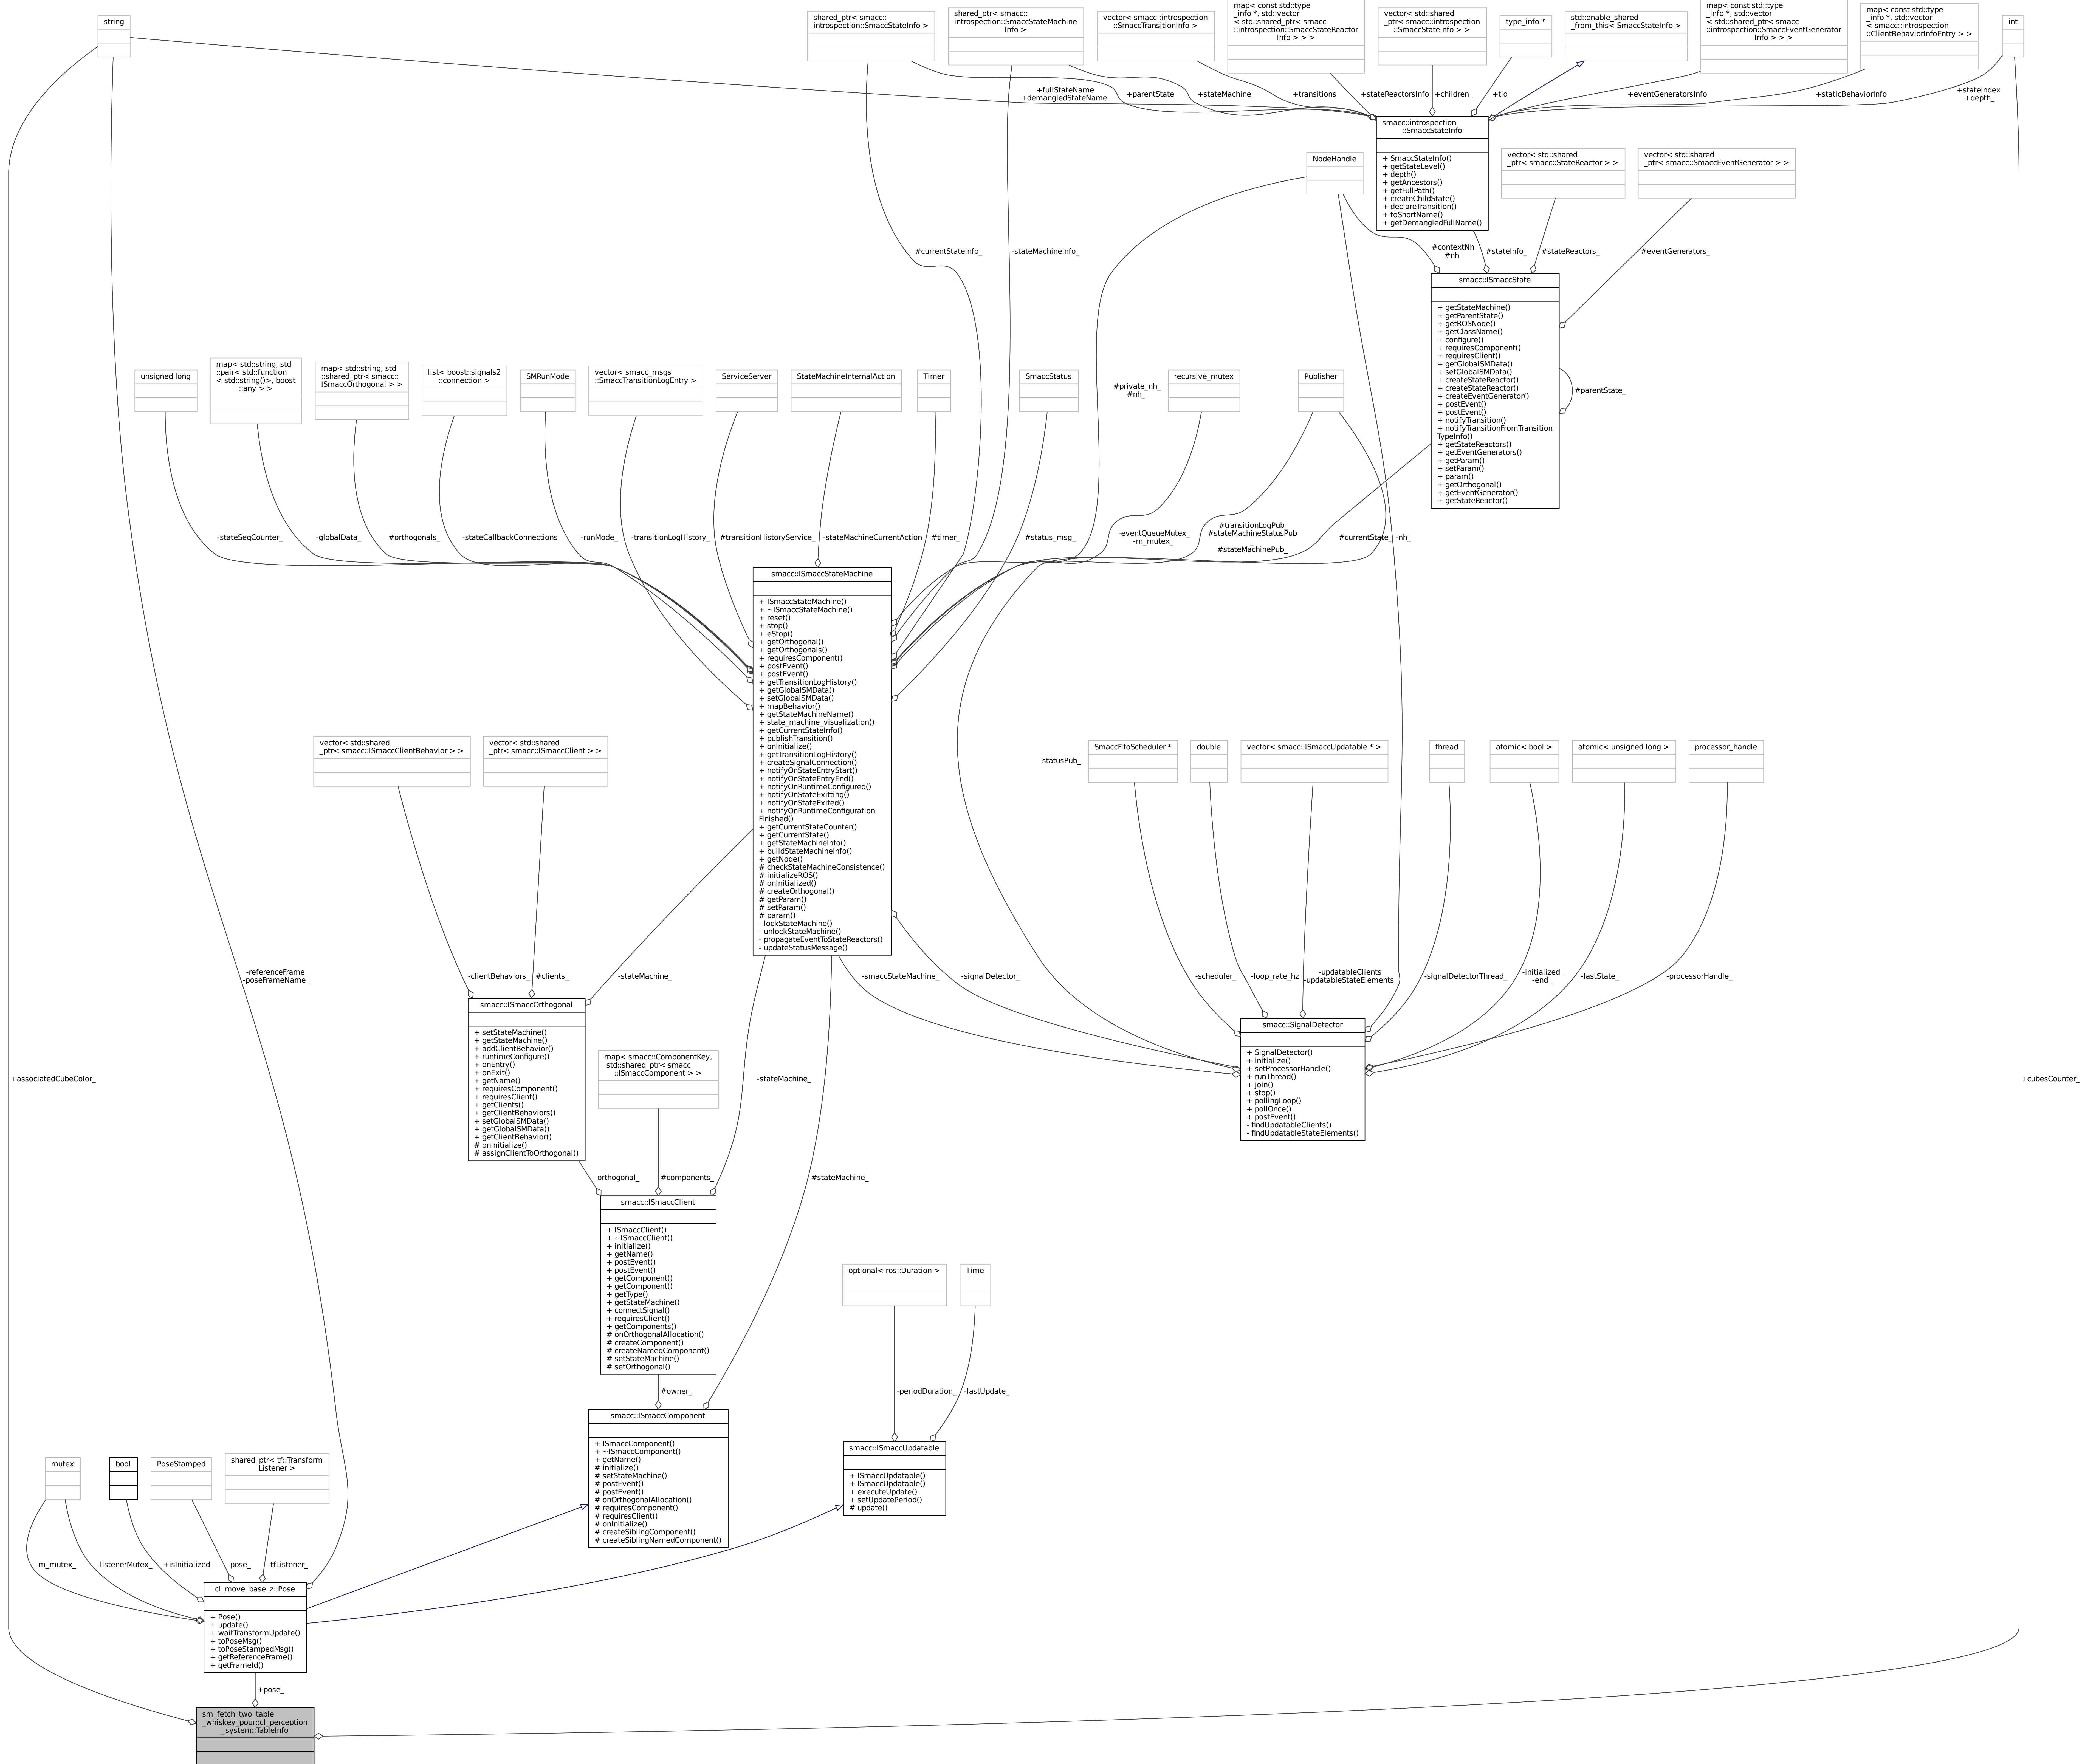 string
shared_ptr< smacc::
introspection::SmaccStateInfo >
shared_ptr< smacc::
introspection::SmaccStateMachine
Info >
vector< smacc::introspection
::SmaccTransitionInfo >
map< const std::type
_info *, std::vector
< std::shared_ptr< smacc
::introspection::SmaccStateReactor
Info > > >
vector< std::shared
_ptr< smacc::introspection
::SmaccStateInfo > >
type_info *
std::enable_shared
_from_this< SmaccStateInfo >
map< const std::type
_info *, std::vector
< std::shared_ptr< smacc
::introspection::SmaccEventGenerator
Info > > >
map< const std::type
_info *, std::vector
< smacc::introspection
::ClientBehaviorInfoEntry > >
int
+fullStateName
+demangledStateName
+parentState_
+stateMachine_
+transitions_
+stateReactorsInfo
+children_
+tid_
+eventGeneratorsInfo
+staticBehaviorInfo
+stateIndex_
+depth_
smacc::introspection
::SmaccStateInfo
+ SmaccStateInfo()
+ getStateLevel()
+ depth()
+ getAncestors()
+ getFullPath()
+ createChildState()
+ declareTransition()
+ toShortName()
+ getDemangledFullName()
NodeHandle
vector< std::shared
_ptr< smacc::StateReactor > >
vector< std::shared
_ptr< smacc::SmaccEventGenerator > >
#currentStateInfo_
-stateMachineInfo_
#contextNh
#nh
#stateInfo_
#stateReactors_
#eventGenerators_
smacc::ISmaccState
+ getStateMachine()
+ getParentState()
+ getROSNode()
+ getClassName()
+ configure()
+ requiresComponent()
+ requiresClient()
+ getGlobalSMData()
+ setGlobalSMData()
+ createStateReactor()
+ createStateReactor()
+ createEventGenerator()
+ postEvent()
+ postEvent()
+ notifyTransition()
+ notifyTransitionFromTransition
TypeInfo()
+ getStateReactors()
+ getEventGenerators()
+ getParam()
+ setParam()
+ param()
+ getOrthogonal()
+ getEventGenerator()
+ getStateReactor()
#parentState_
unsigned long
map< std::string, std
::pair< std::function
< std::string()>, boost
::any > >
map< std::string, std
::shared_ptr< smacc::
ISmaccOrthogonal > >
list< boost::signals2
::connection >
SMRunMode
vector< smacc_msgs
::SmaccTransitionLogEntry >
ServiceServer
StateMachineInternalAction
Timer
SmaccStatus
#private_nh_
#nh_
recursive_mutex
Publisher
-stateSeqCounter_
-globalData_
#orthogonals_
-stateCallbackConnections
-runMode_
-transitionLogHistory_
#transitionHistoryService_
-stateMachineCurrentAction
#timer_
#status_msg_
-eventQueueMutex_
-m_mutex_
#transitionLogPub_
#stateMachineStatusPub
_
#stateMachinePub_
#currentState_
-nh_
smacc::ISmaccStateMachine
+ ISmaccStateMachine()
+ ~ISmaccStateMachine()
+ reset()
+ stop()
+ eStop()
+ getOrthogonal()
+ getOrthogonals()
+ requiresComponent()
+ postEvent()
+ postEvent()
+ getTransitionLogHistory()
+ getGlobalSMData()
+ setGlobalSMData()
+ mapBehavior()
+ getStateMachineName()
+ state_machine_visualization()
+ getCurrentStateInfo()
+ publishTransition()
+ onInitialize()
+ getTransitionLogHistory()
+ createSignalConnection()
+ notifyOnStateEntryStart()
+ notifyOnStateEntryEnd()
+ notifyOnRuntimeConfigured()
+ notifyOnStateExitting()
+ notifyOnStateExited()
+ notifyOnRuntimeConfiguration
Finished()
+ getCurrentStateCounter()
+ getCurrentState()
+ getStateMachineInfo()
+ buildStateMachineInfo()
+ getNode()
# checkStateMachineConsistence()
# initializeROS()
# onInitialized()
# createOrthogonal()
# getParam()
# setParam()
# param()
- lockStateMachine()
- unlockStateMachine()
- propagateEventToStateReactors()
- updateStatusMessage()
vector< std::shared
_ptr< smacc::ISmaccClientBehavior > >
vector< std::shared
_ptr< smacc::ISmaccClient > >
-statusPub_
SmaccFifoScheduler *
double
vector< smacc::ISmaccUpdatable * >
thread
atomic< bool >
atomic< unsigned long >
processor_handle
-referenceFrame_
-poseFrameName_
-clientBehaviors_
#clients_
-stateMachine_
-smaccStateMachine_
-signalDetector_
-scheduler_
-loop_rate_hz
-updatableClients_
-updatableStateElements_
-signalDetectorThread_
-initialized_
-end_
-lastState_
-processorHandle_
smacc::ISmaccOrthogonal
+ setStateMachine()
+ getStateMachine()
+ addClientBehavior()
+ runtimeConfigure()
+ onEntry()
+ onExit()
+ getName()
+ requiresComponent()
+ requiresClient()
+ getClients()
+ getClientBehaviors()
+ setGlobalSMData()
+ getGlobalSMData()
+ getClientBehavior()
# onInitialize()
# assignClientToOrthogonal()
smacc::SignalDetector
+ SignalDetector()
+ initialize()
+ setProcessorHandle()
+ runThread()
+ join()
+ stop()
+ pollingLoop()
+ pollOnce()
+ postEvent()
- findUpdatableClients()
- findUpdatableStateElements()
map< smacc::ComponentKey,
std::shared_ptr< smacc
::ISmaccComponent > >
+associatedCubeColor_
-stateMachine_
+cubesCounter_
-orthogonal_
#components_
#stateMachine_
smacc::ISmaccClient
+ ISmaccClient()
+ ~ISmaccClient()
+ initialize()
+ getName()
+ postEvent()
+ postEvent()
+ getComponent()
+ getComponent()
+ getType()
+ getStateMachine()
+ connectSignal()
+ requiresClient()
+ getComponents()
# onOrthogonalAllocation()
# createComponent()
# createNamedComponent()
# setStateMachine()
# setOrthogonal()
optional< ros::Duration >
Time
#owner_
-periodDuration_
-lastUpdate_
smacc::ISmaccComponent
+ ISmaccComponent()
+ ~ISmaccComponent()
+ getName()
# initialize()
# setStateMachine()
# postEvent()
# postEvent()
# onOrthogonalAllocation()
# requiresComponent()
# requiresClient()
# onInitialize()
# createSiblingComponent()
# createSiblingNamedComponent()
smacc::ISmaccUpdatable
+ ISmaccUpdatable()
+ ISmaccUpdatable()
+ executeUpdate()
+ setUpdatePeriod()
# update()
mutex
bool
PoseStamped
shared_ptr< tf::Transform
Listener >
-m_mutex_
-listenerMutex_
+isInitialized
-pose_
-tfListener_
cl_move_base_z::Pose
+ Pose()
+ update()
+ waitTransformUpdate()
+ toPoseMsg()
+ toPoseStampedMsg()
+ getReferenceFrame()
+ getFrameId()
+pose_
sm_fetch_two_table
_whiskey_pour::cl_perception
_system::TableInfo